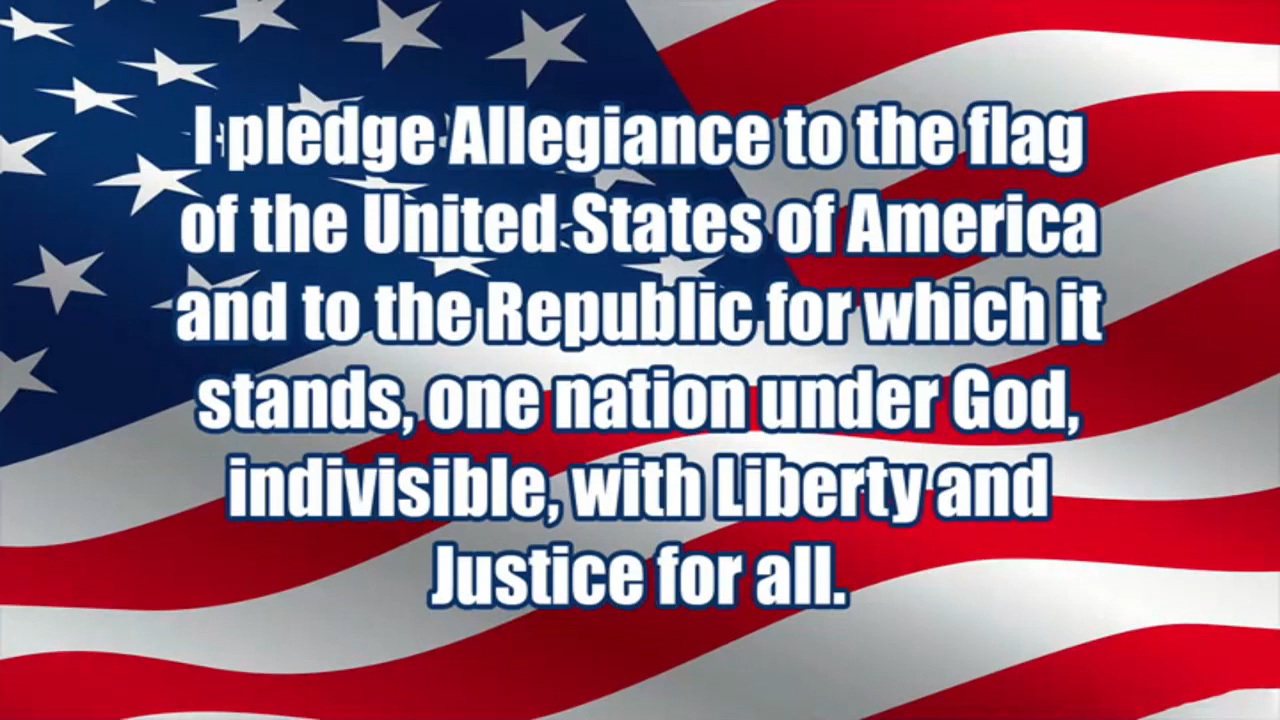 I pledge Allegiance to the flag
of the United States of America
and to the Republic for which it
stands, one nation under God,
indivisible, with Liberty and
Justice for all.